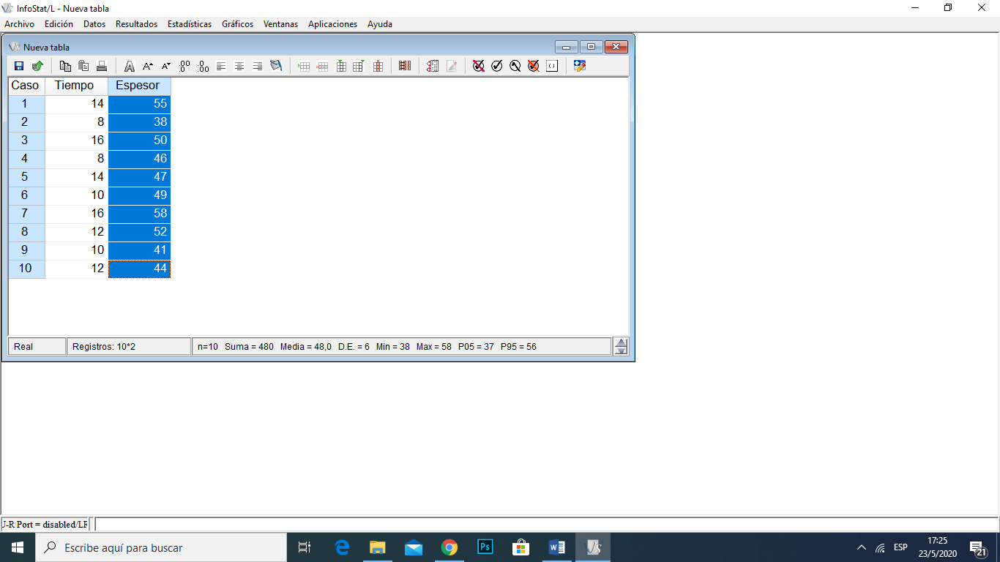 InfoStat/L - Nueva tabla
Archivo Edición Datos Resultados Estadísticas Gráficos Ventanas Aplicaciones Ayuda
Nueva tabla
Caso Tiempo Espesor
1 14 55
2 8 38
3 16 50
4 8 46
5 14 47
6 10 49
7 16 58
8 12 52
9 10 41
10 12 44
Real Registros: 10*2 n=10 Suma = 480 Media = 48,0 D.E. = 6 Min = 38 Max = 58 P05 = 37 P95 = 56
J-R Port = disabled/LF
Escribe aquí para buscar
Ps
ESP
17:25
23/5/2020
21